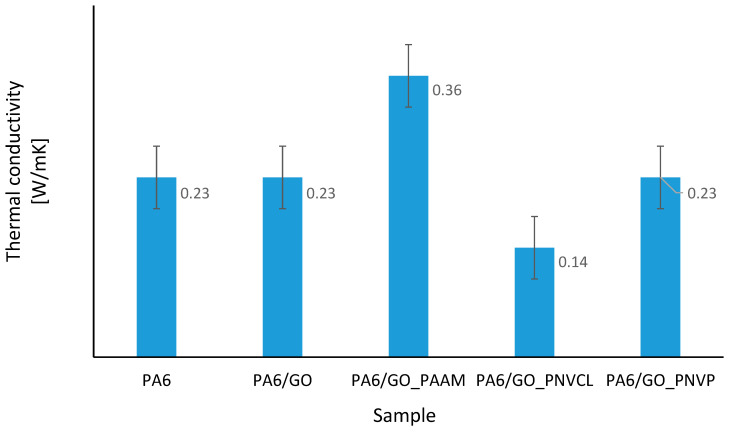 Thermal conductivity
[W/mK]
0.23
0.23
0.36
0.14
0.23
PA6
PA6/GO
PA6/GO_PAAM
PA6/GO_PNVCL
PA6/GO_PNVP
Sample